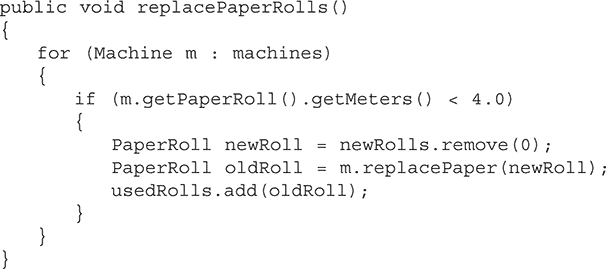 public void replacePaperRolls()
{
    for (Machine m : machines)
    {
        if (m.getPaperRoll().getMeters() < 4.0)
        {
            PaperRoll newRoll = newRolls.remove(0);
            PaperRoll oldRoll = m.replacePaper(newRoll);
            usedRolls.add(oldRoll);
        }
    }
}